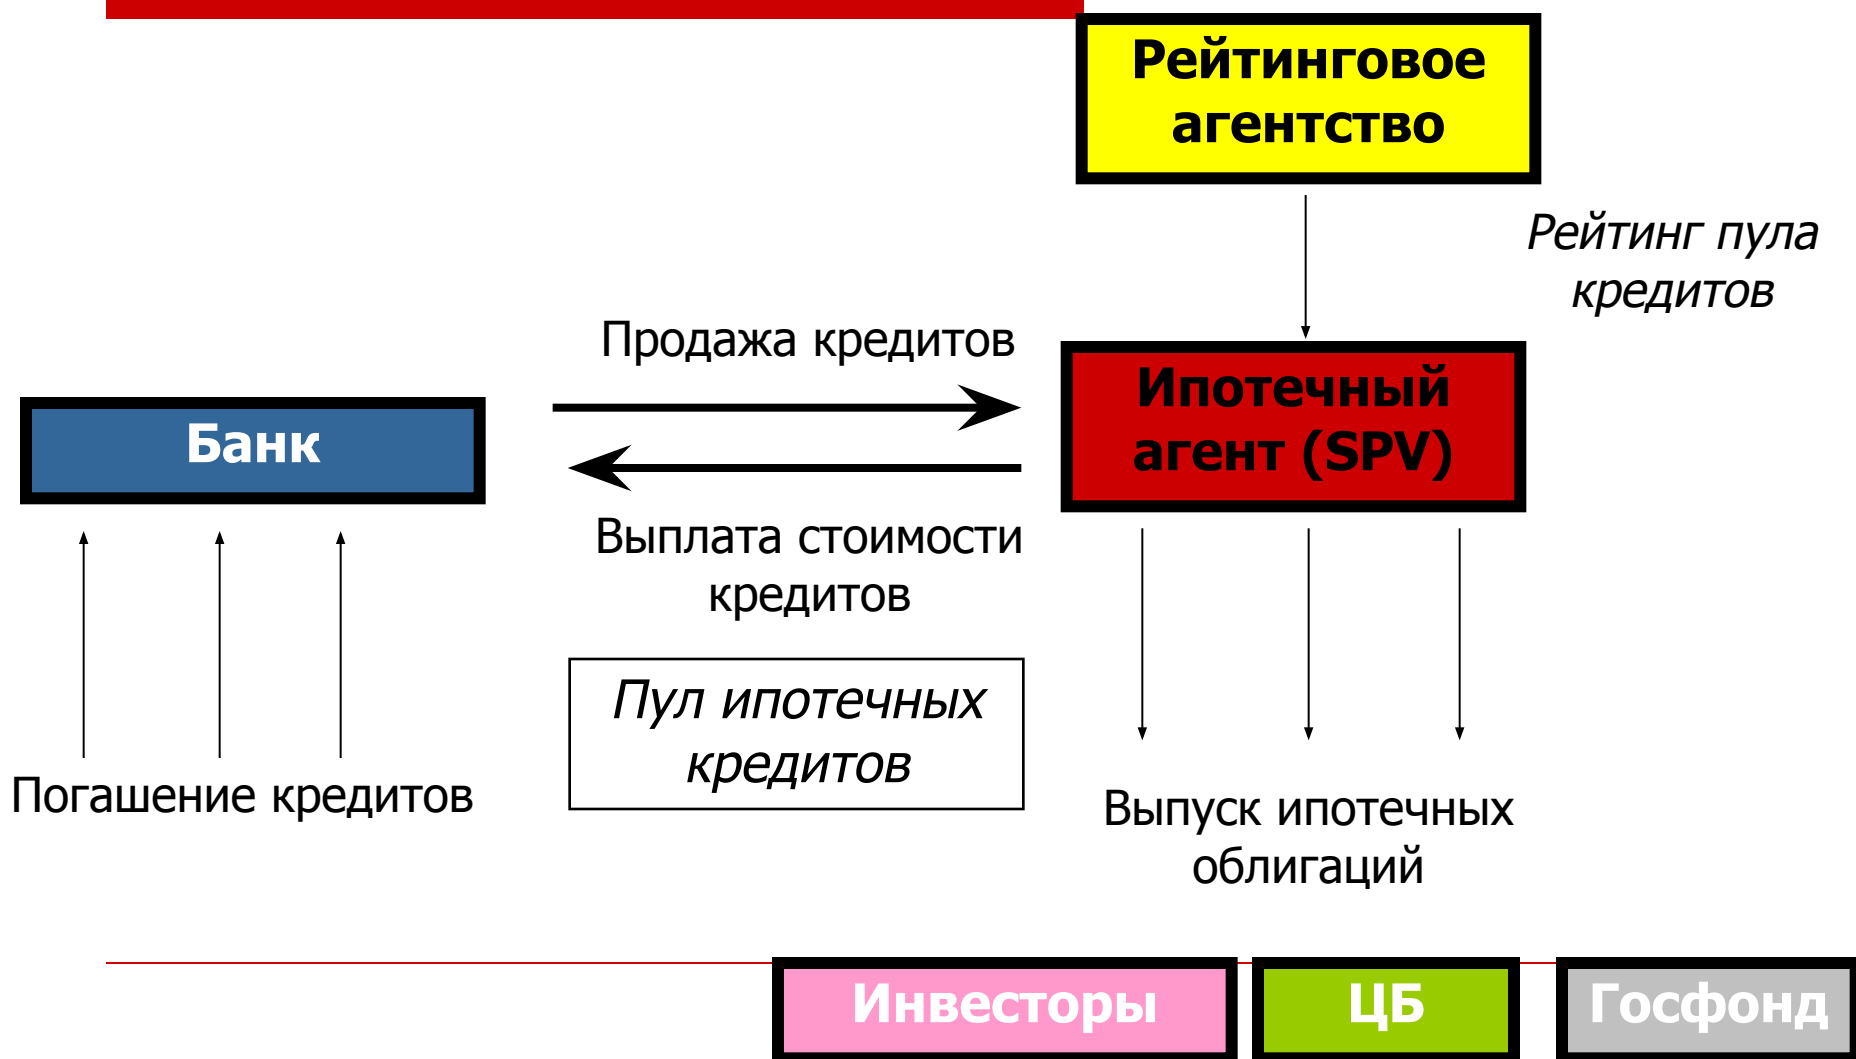 Рейтинговое
агентство
Рейтинг пула
кредитов
Продажа кредитов
Ипотечный
агент (SPV)
Банк
Выплата стоимости
кредитов
Пул ипотечных
кредитов
Погашение кредитов
Выпуск ипотечных
облигаций
Инвесторы
ЦБ
Госфонд